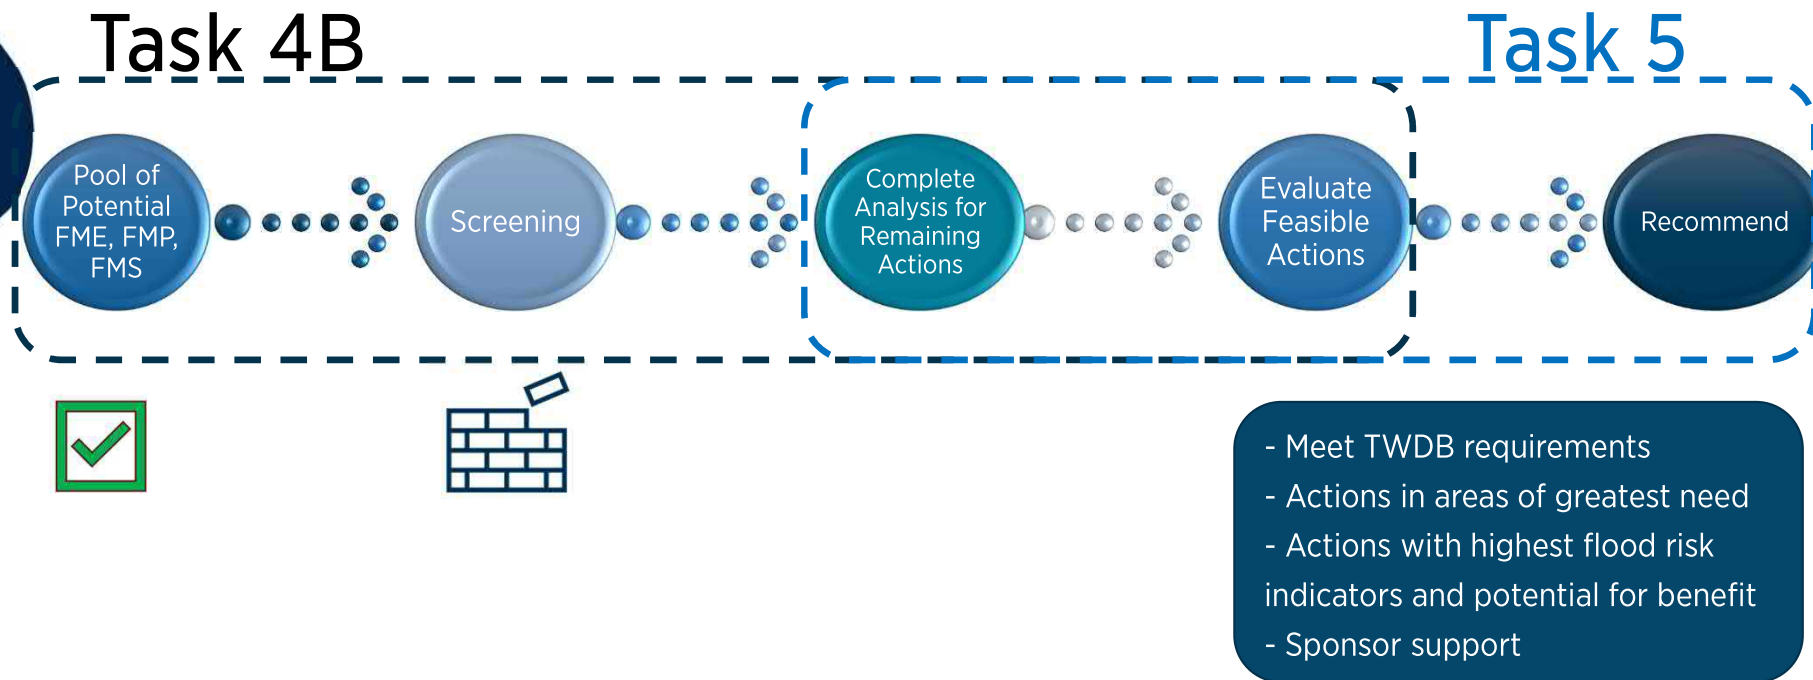 Task 4B
Task 5
Pool of
Potential
FME, FMP,
FMS
Screening
Complete
Analysis for
Remaining
Actions
Evaluate
Feasible
Actions
Recommend
- Meet TWDB requirements
- Actions in areas of greatest need
- Actions with highest flood risk
indicators and potential for benefit
- Sponsor support